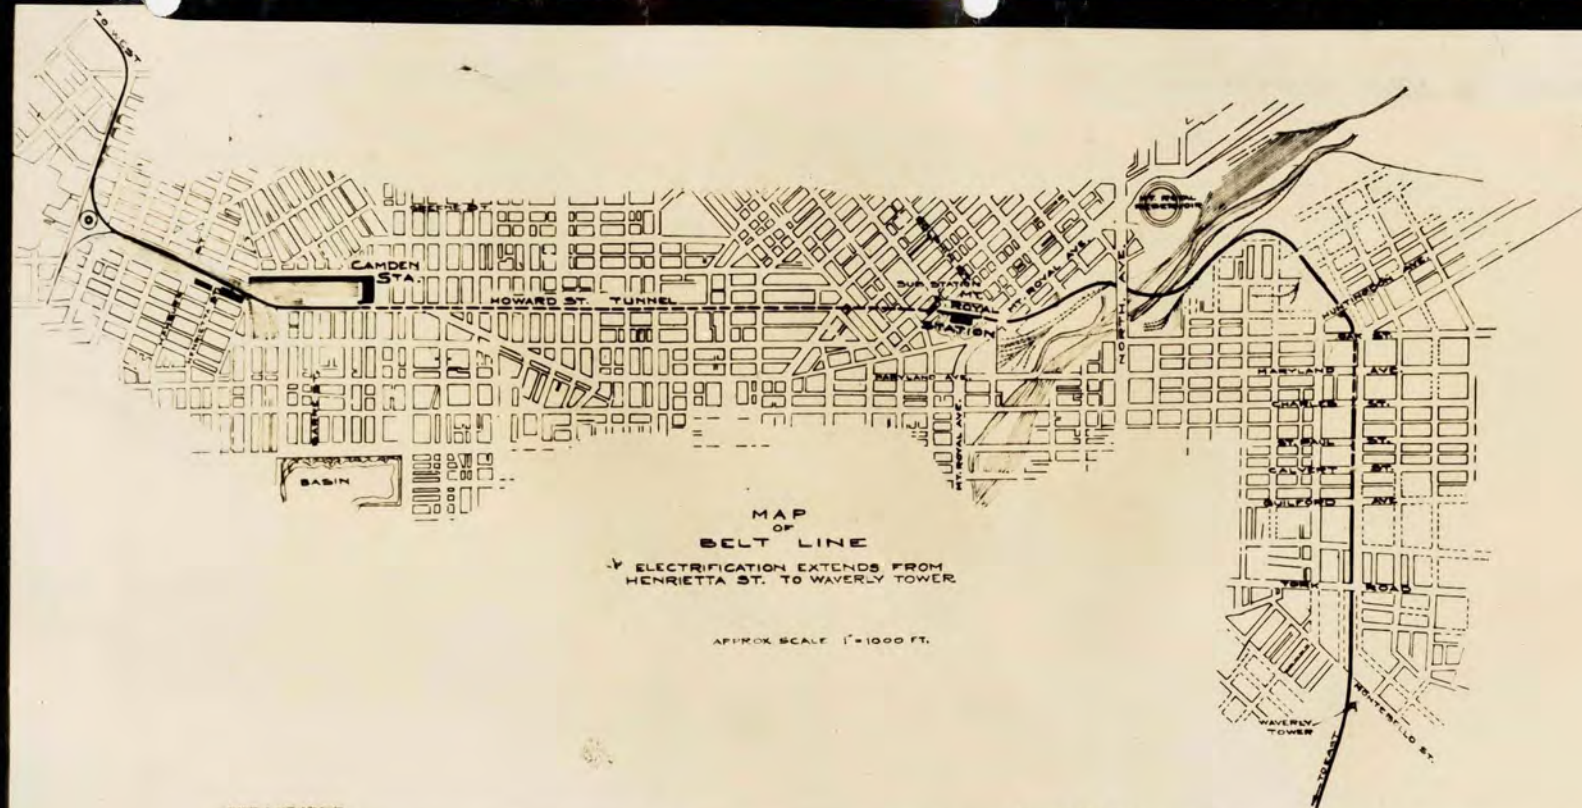 TO WEST
GREENE ST.
CAMDEN
STA.
HOWARD ST. TUNNEL
SUB STATION
MT.
ROYAL
STATION
MT. ROYAL AVE.
NORTH AVE.
MT. ROYAL
RESERVOIR
HUNTINGDON AVE.
OAK ST.
MARYLAND AVE
MARYLAND AVE.
CHARLES ST.
ST. PAUL ST.
CALVERT ST.
GUILFORD AVE
MT. ROYAL AVE.
BASIN
YORK ROAD
MAP
OF
BELT LINE
ELECTRIFICATION EXTENDS FROM
HENRIETTA ST. TO WAVERLY TOWER
APPROX SCALE 1"=1000 FT.
WAVERLY
TOWER
TO EAST